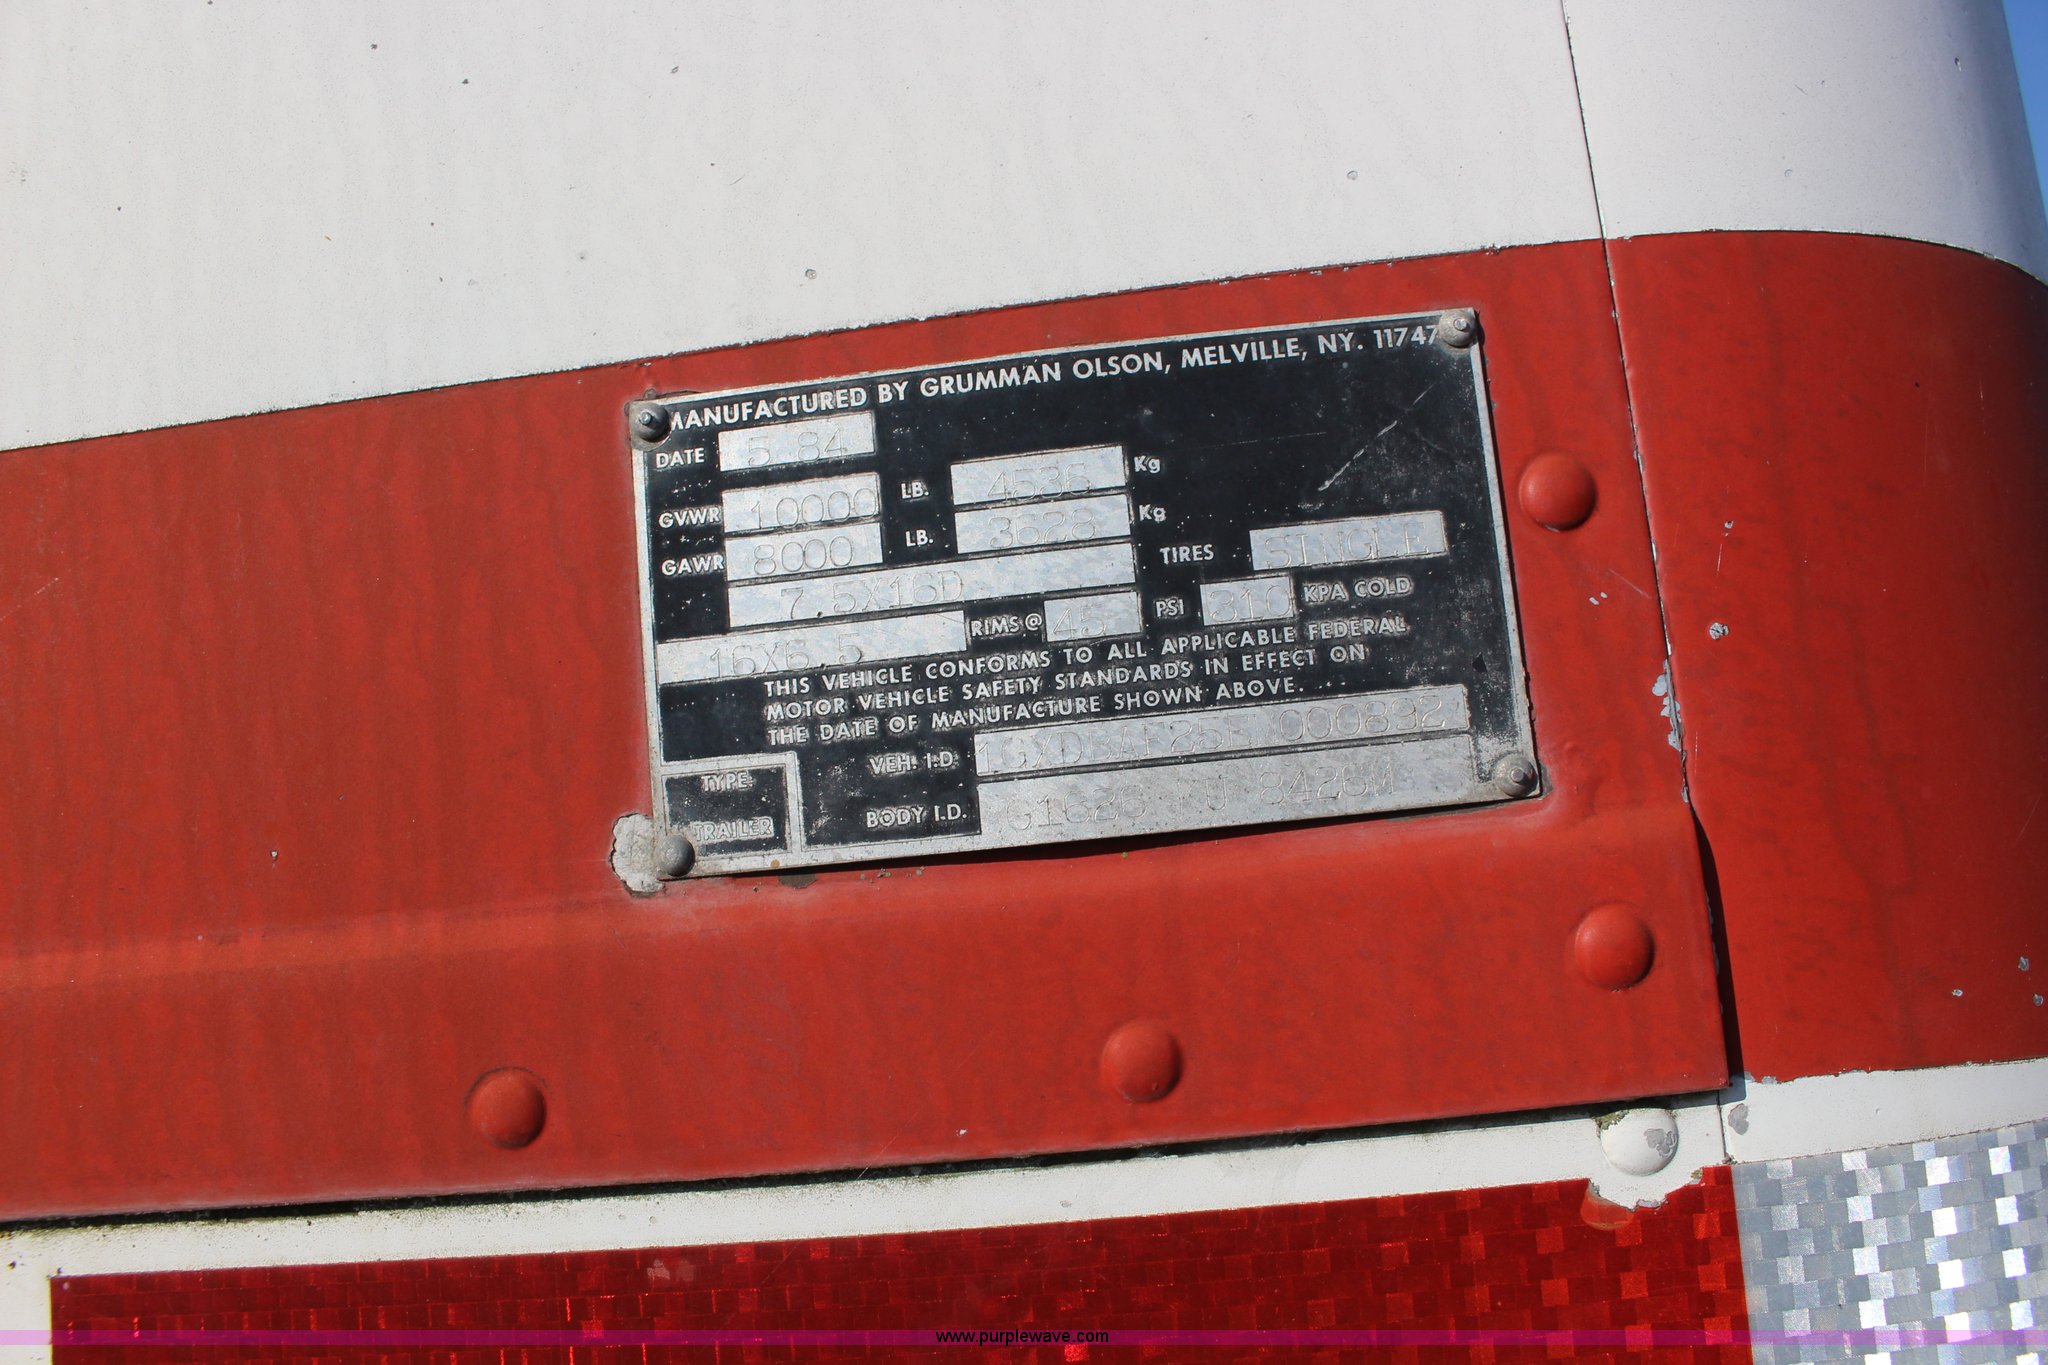 MANUFACTURED BY GRUMMAN OLSON, MELVILLE, NY. 11747
DATE 5 84
GVWR 10000 LB. 4536 Kg
GAWR 8000 LB. 3628 Kg
7.5X16D TIRES SINGLE
16X6.5 RIMS @ 45 PSI 310 KPA COLD
THIS VEHICLE CONFORMS TO ALL APPLICABLE FEDERAL
MOTOR VEHICLE SAFETY STANDARDS IN EFFECT ON
THE DATE OF MANUFACTURE SHOWN ABOVE.
VEH. I.D.
TYPE
TRAILER
BODY I.D. 8426M
www.purplewave.com